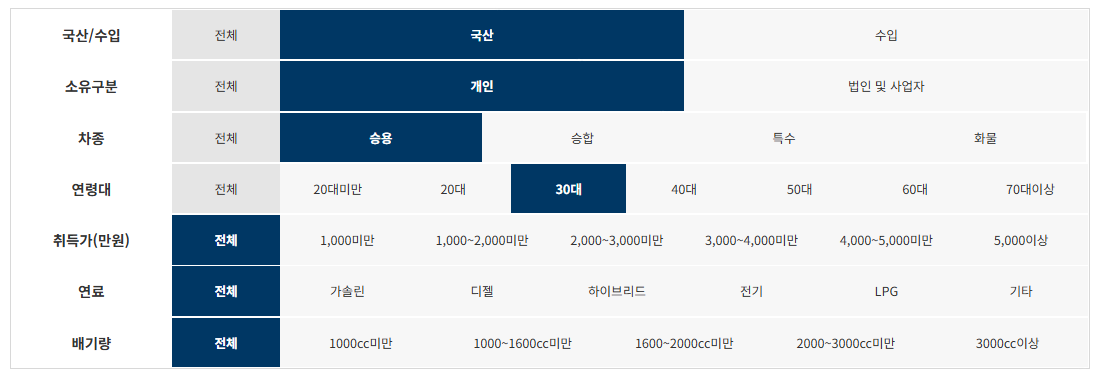 국산/수입 전체 국산 수입
소유구분 전체 개인 법인 및 사업자
차종 전체 승용 승합 특수 화물
연령대 전체 20대미만 20대 30대 40대 50대 60대 70대이상
취득가(만원) 전체 1,000미만 1,000~2,000미만 2,000~3,000미만 3,000~4,000미만 4,000~5,000미만 5,000이상
연료 전체 가솔린 디젤 하이브리드 전기 LPG 기타
배기량 전체 1000cc미만 1000~1600cc미만 1600~2000cc미만 2000~3000cc미만 3000cc이상